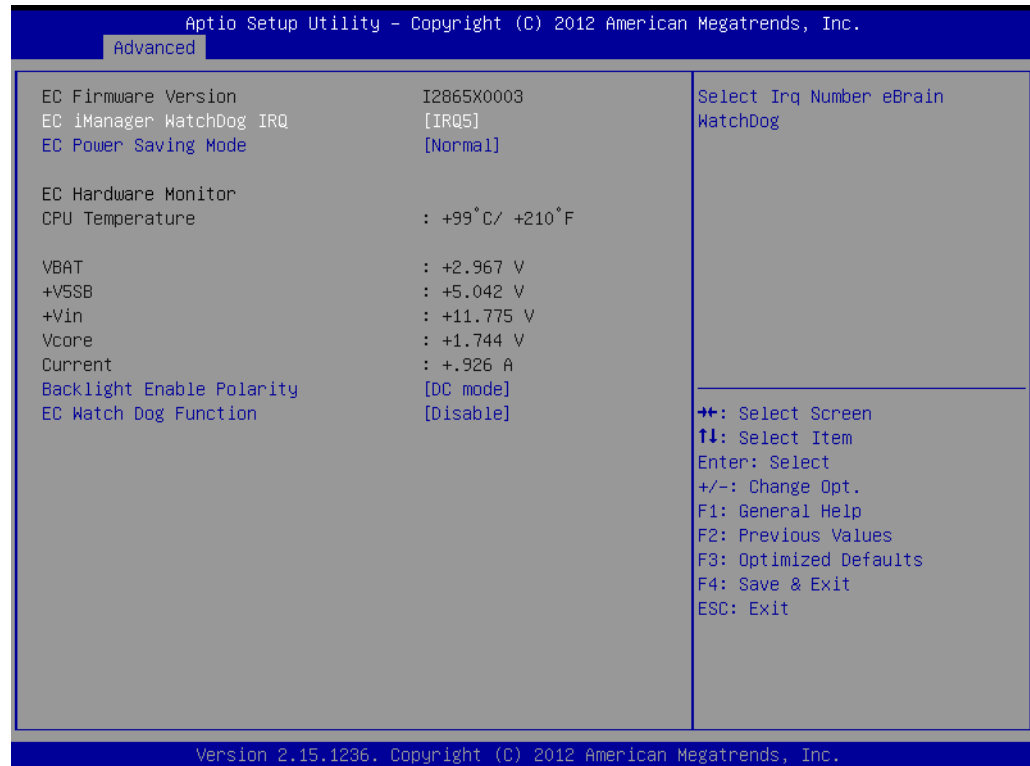 Aptio Setup Utility – Copyright (C) 2012 American Megatrends, Inc.
Advanced
EC Firmware Version I2865X0003
EC iManager WatchDog IRQ [IRQ5]
EC Power Saving Mode [Normal]
EC Hardware Monitor
CPU Temperature : +99°C/ +210°F
VBAT : +2.967 V
+V5SB : +5.042 V
+Vin : +11.775 V
Vcore : +1.744 V
Current : +.926 A
Backlight Enable Polarity [DC mode]
EC Watch Dog Function [Disable]
Select Irq Number eBrain
WatchDog
→←: Select Screen
↑↓: Select Item
Enter: Select
+/-: Change Opt.
F1: General Help
F2: Previous Values
F3: Optimized Defaults
F4: Save & Exit
ESC: Exit
Version 2.15.1236. Copyright (C) 2012 American Megatrends, Inc.